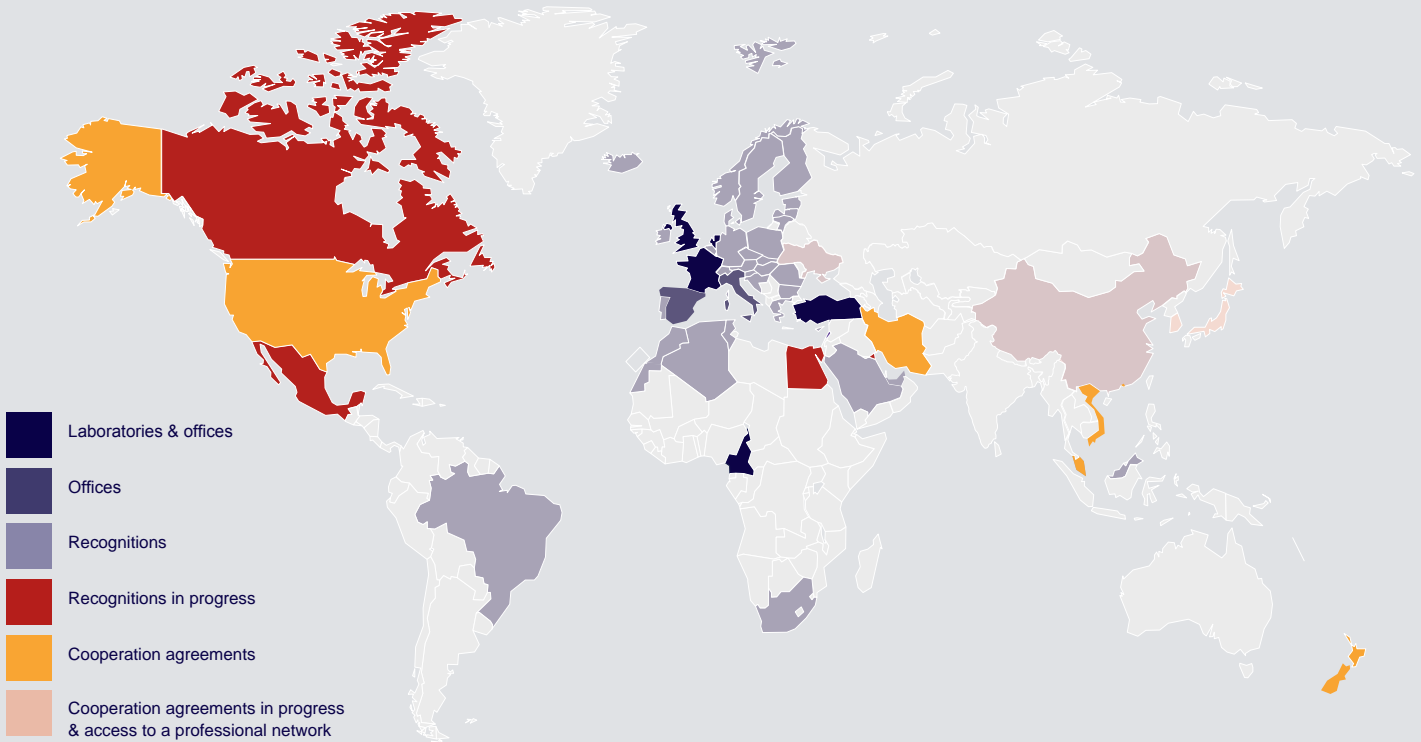 Laboratories & offices
Offices
Recognitions
Recognitions in progress
Cooperation agreements
Cooperation agreements in progress
& access to a professional network